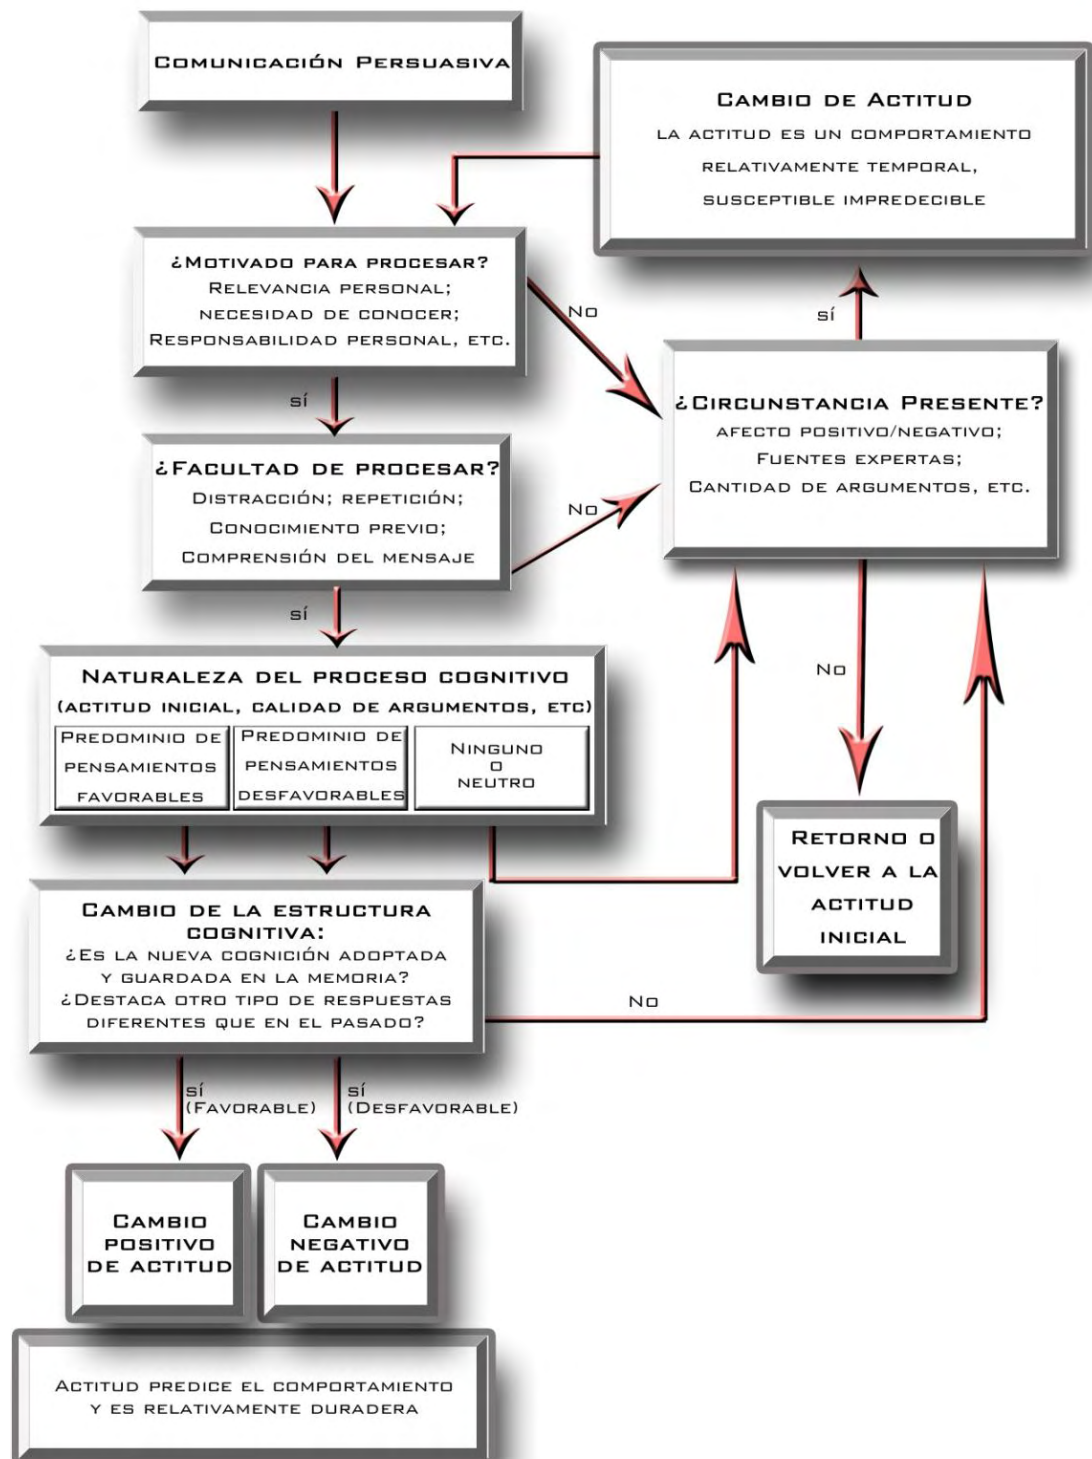 Comunicación Persuasiva
Cambio de Actitud
la actitud es un comportamiento
relativamente temporal,
susceptible impredecible
¿Motivado para procesar?
Relevancia personal;
necesidad de conocer;
Responsabilidad personal, etc.
No
sí
sí
¿Circunstancia Presente?
afecto positivo/negativo;
Fuentes expertas;
Cantidad de argumentos, etc.
¿Facultad de procesar?
Distracción; repetición;
Conocimiento previo;
Comprensión del mensaje
No
sí
No
Naturaleza del proceso cognitivo
(actitud inicial, calidad de argumentos, etc)
Predominio de
pensamientos
favorables
Predominio de
pensamientos
desfavorables
Ninguno
o
neutro
Retorno o
volver a la
actitud
inicial
Cambio de la estructura
cognitiva:
¿Es la nueva cognición adoptada
y guardada en la memoria?
¿Destaca otro tipo de respuestas
diferentes que en el pasado?
No
sí
(Favorable)
sí
(Desfavorable)
Cambio
positivo
de actitud
Cambio
negativo
de actitud
Actitud predice el comportamiento
y es relativamente duradera